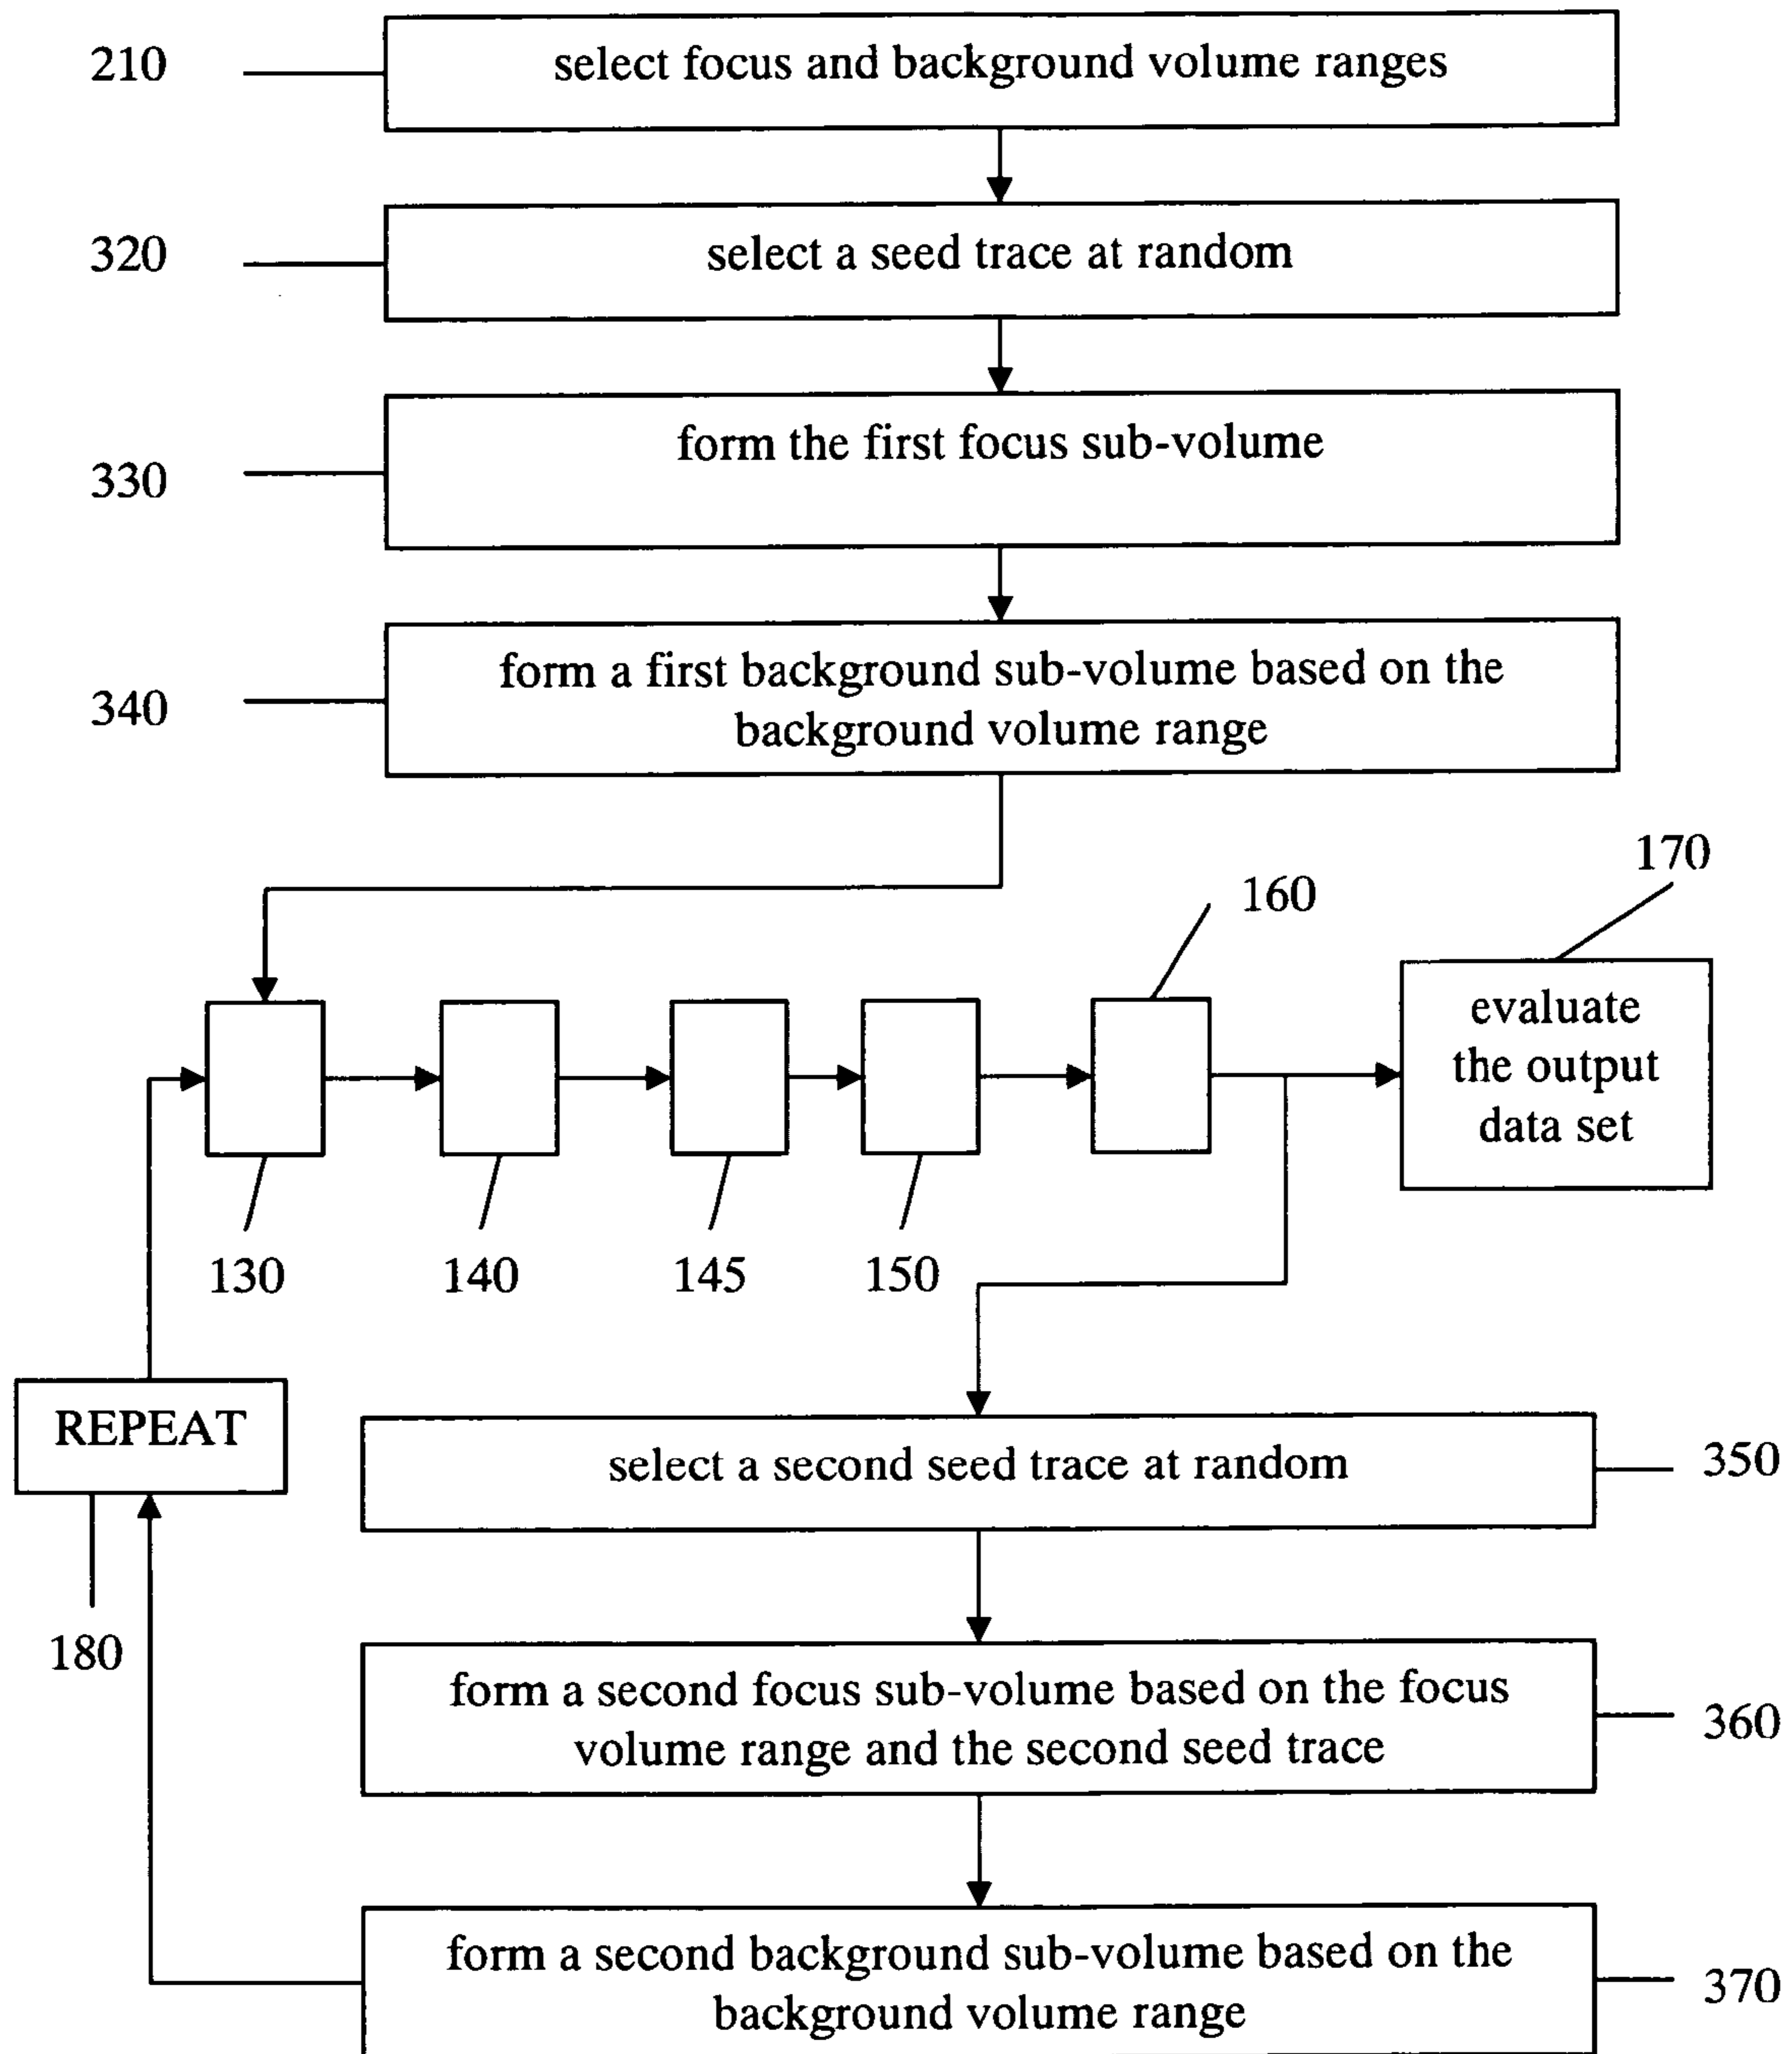 210
select focus and background volume ranges
320
select a seed trace at random
330
form the first focus sub-volume
340
form a first background sub-volume based on the
background volume range
170
160
evaluate
the output
data set
130
140
145
150
REPEAT
180
select a second seed trace at random
350
form a second focus sub-volume based on the focus
volume range and the second seed trace
360
form a second background sub-volume based on the
background volume range
370